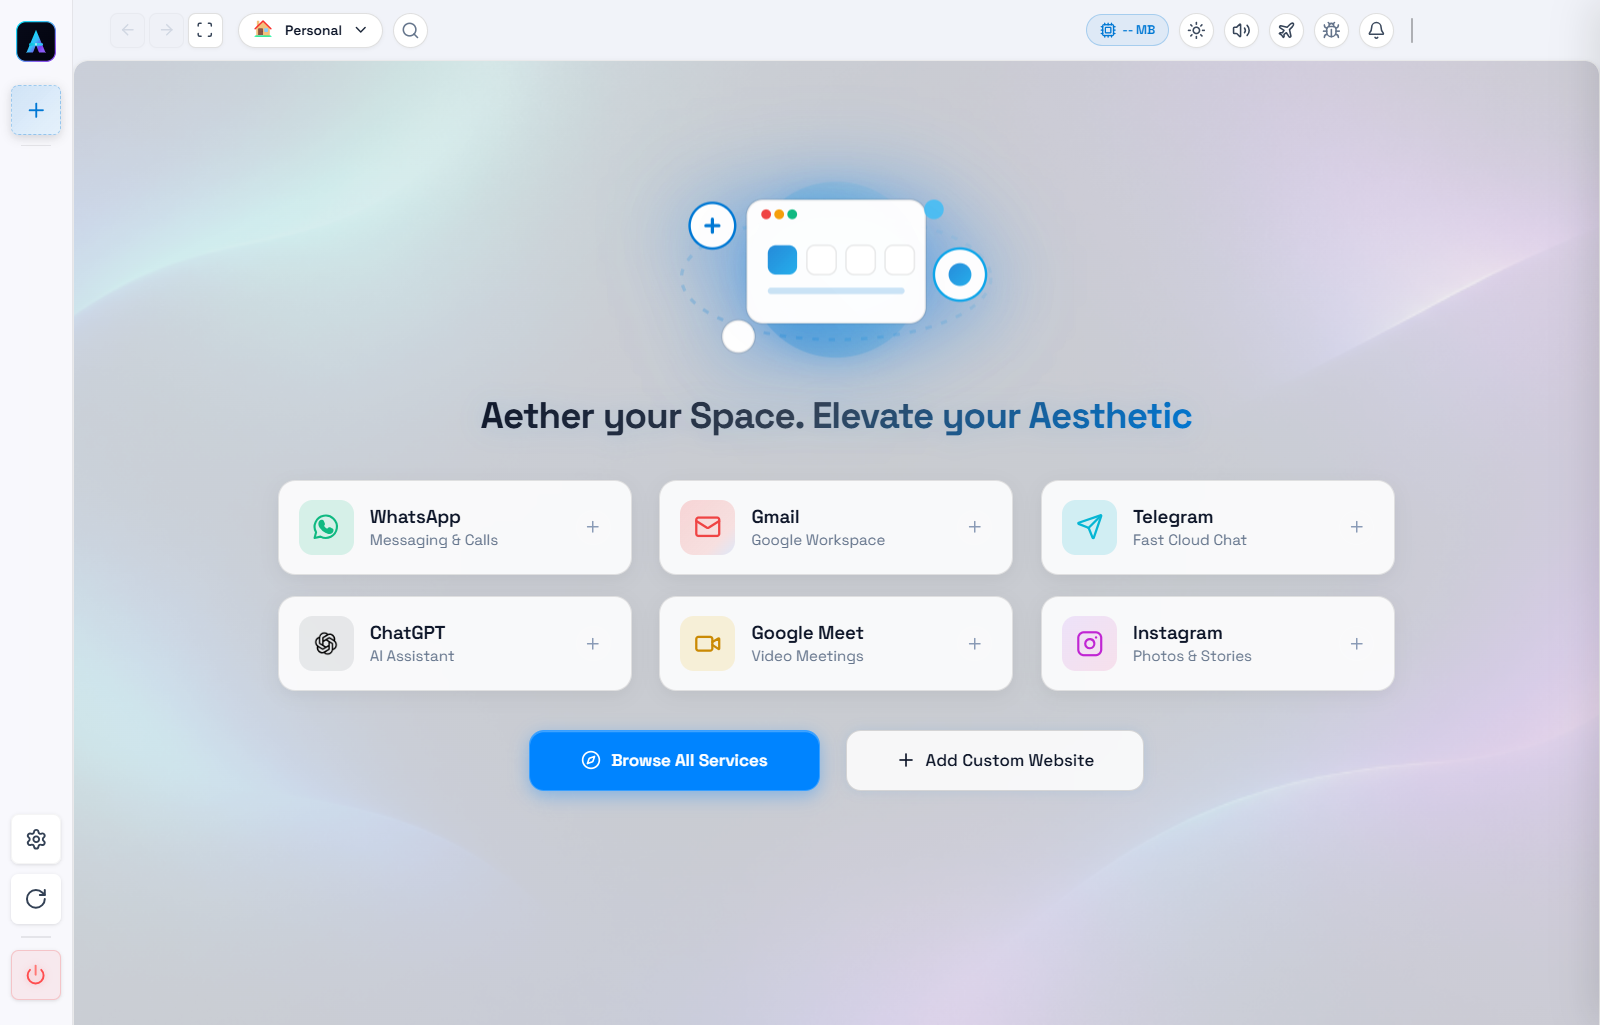 Personal
-- MB
Aether your Space. Elevate your Aesthetic
WhatsApp
Messaging & Calls
Gmail
Google Workspace
Telegram
Fast Cloud Chat
ChatGPT
AI Assistant
Google Meet
Video Meetings
Instagram
Photos & Stories
Browse All Services
Add Custom Website